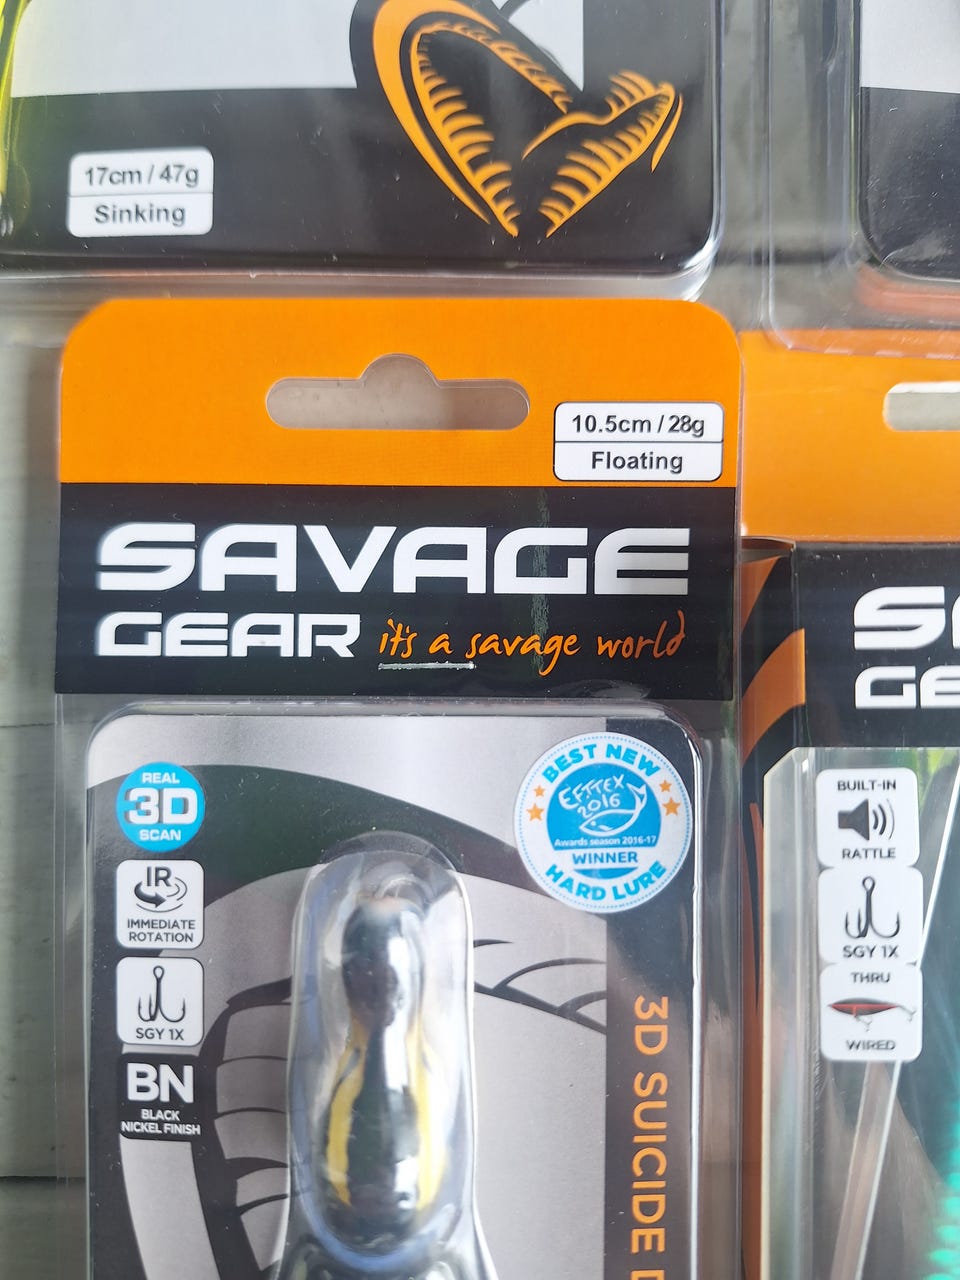 17cm / 47g
Sinking
10.5cm / 28g
Floating
SAVAGE
GEAR it's a savage world
REAL
3D
SCAN
IR
IMMEDIATE
ROTATION
SGY 1X
BN
BLACK
NICKEL FINISH
BEST NEW
EFTTEX
2016
Awards season 2016-17
WINNER
HARD LURE
3D SUICIDE
GE
BUILT-IN
RATTLE
SGY 1X
THRU
WIRED